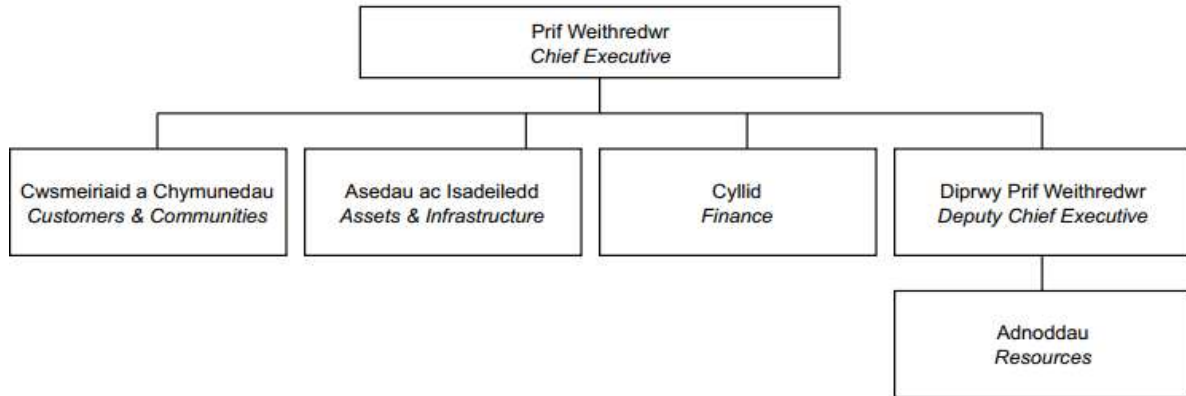 Prif Weithredwr
Chief Executive
Cwsmeiriaid a Chymunedau
Customers & Communities
Asedau ac Isadeiledd
Assets & Infrastructure
Cyllid
Finance
Diprwy Prif Weithredwr
Deputy Chief Executive
Adnoddau
Resources